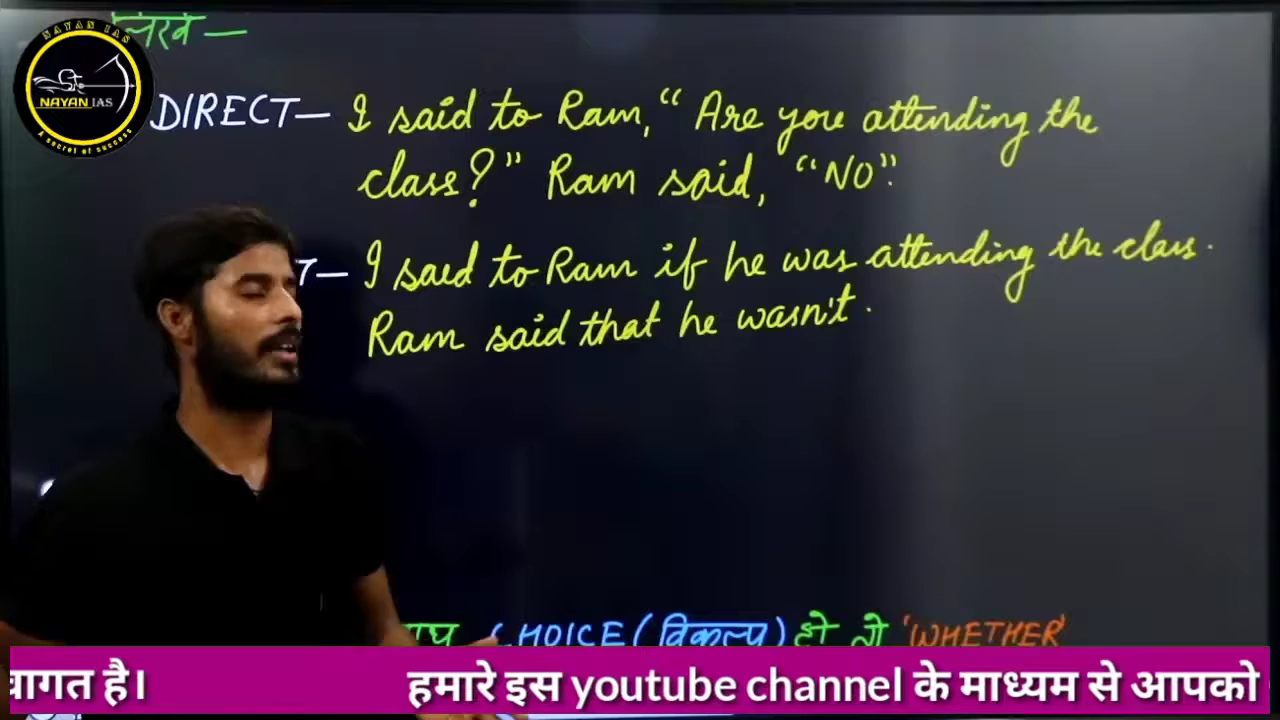 NAYAN IAS
NAYAN IAS
A secret of success
DIRECT— I said to Ram, “Are you attending the
class?” Ram said, “NO”.
T— I saed to Ram if he was attending the class.
Ram said that he wasn't.
CHOICE (विकल्प) हो तो 'WHETHER'
त है। हमारे इस youtube channel के माध्यम से आपको